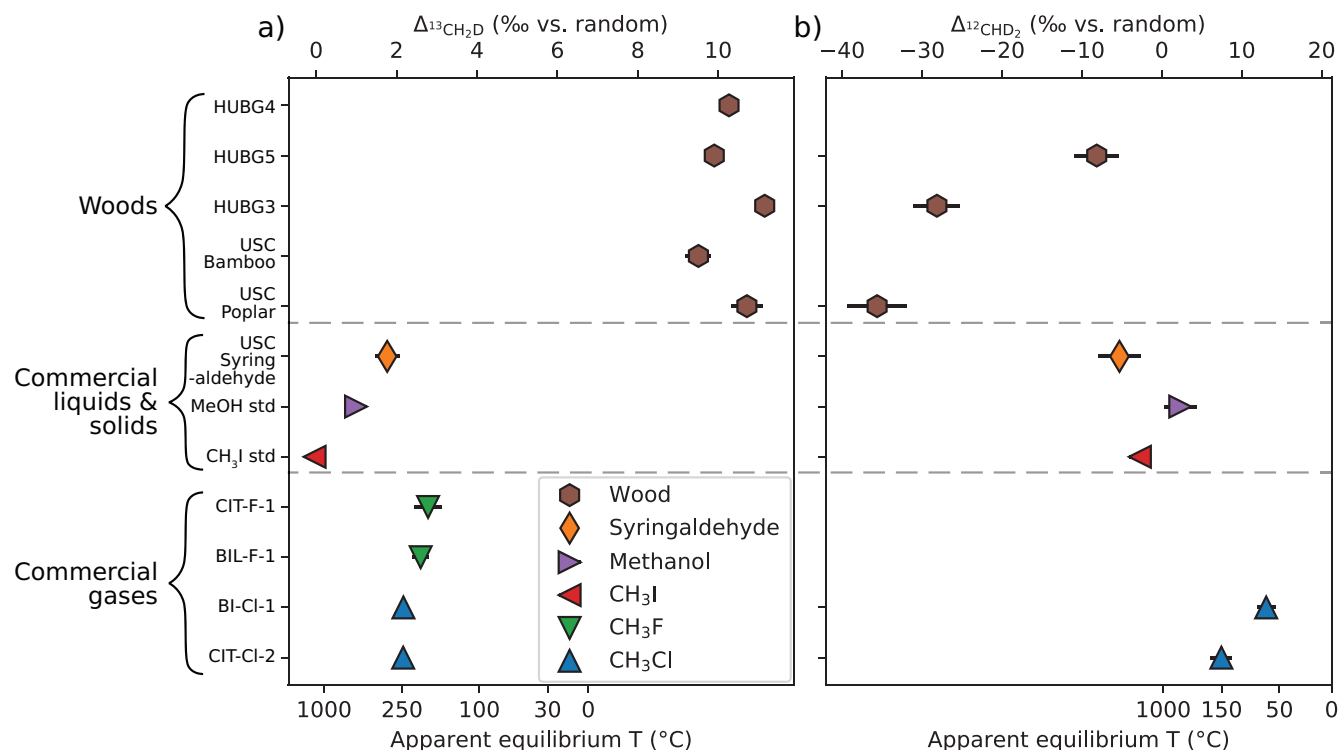 a)
Δ¹³CH₂D (‰ vs. random)
0 2 4 6 8 10
b)
Δ¹²CHD₂ (‰ vs. random)
−40 −30 −20 −10 0 10 20
Woods
HUBG4
HUBG5
HUBG3
USC
Bamboo
USC
Poplar
Commercial
liquids &
solids
USC
Syring
-aldehyde
MeOH std
CH₃I std
Commercial
gases
CIT-F-1
BIL-F-1
BI-Cl-1
CIT-Cl-2
Wood
Syringaldehyde
Methanol
CH₃I
CH₃F
CH₃Cl
1000 250 100 30 0
Apparent equilibrium T (°C)
1000 150 50 0
Apparent equilibrium T (°C)